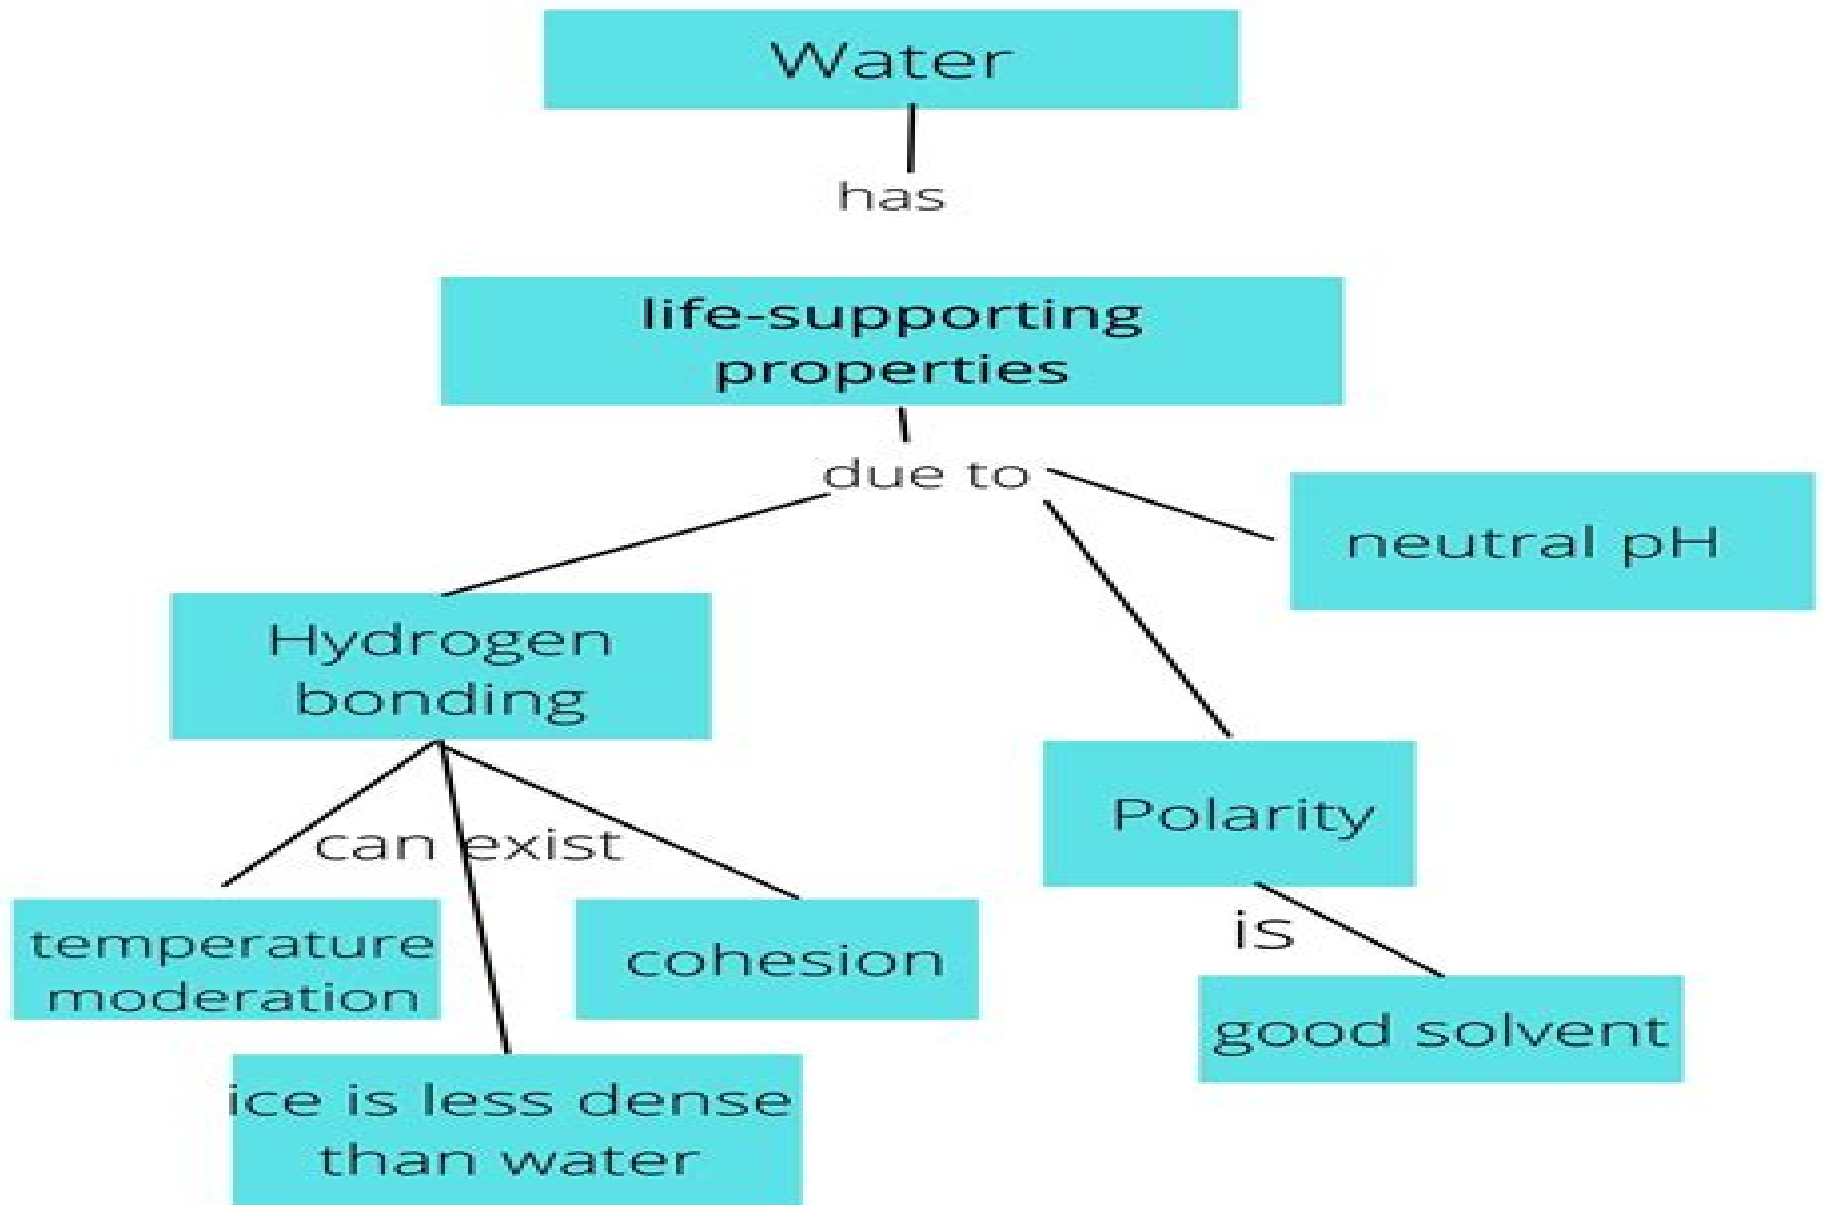 Water
has
life-supporting
properties
due to
neutral pH
Hydrogen
bonding
Polarity
can exist
is
temperature
moderation
cohesion
good solvent
ice is less dense
than water